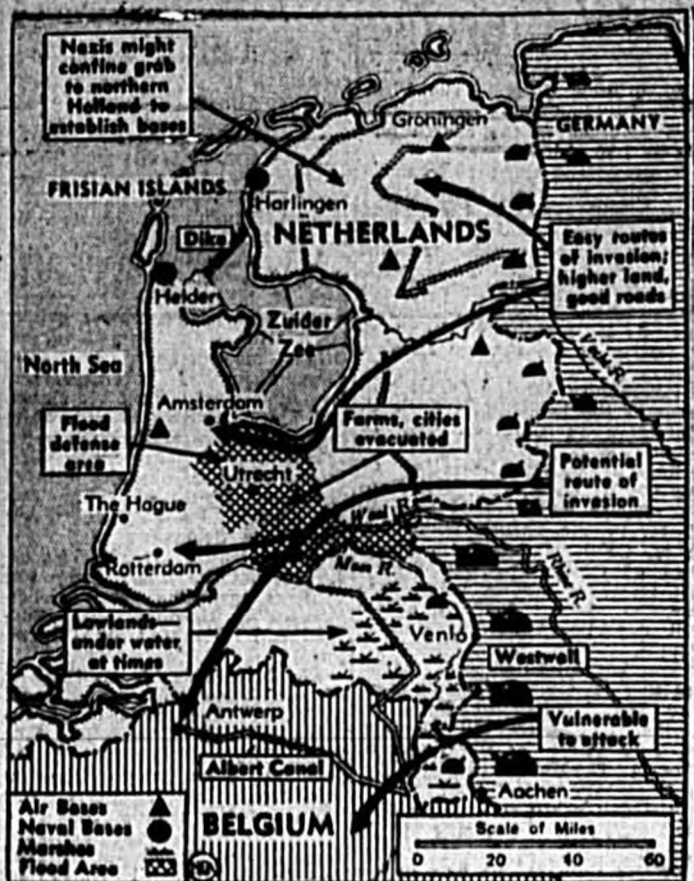 Nazis might
confine grab
to northern
Holland to
establish bases
Groningen
GERMANY
FRISIAN ISLANDS
Harlingen
Dike
NETHERLANDS
Easy routes
of invasion;
higher land,
good roads
Helder
Zuider
Zee
North Sea
Vecht R.
Amsterdam
Flood
defense
area
Farms, cities
evacuated
Utrecht
Potential
route of
invasion
The Hague
Waal R.
Rotterdam
Maas R.
Rhine R.
Lowlands—
under water
at times
Venlo
Westwall
Antwerp
Vulnerable
to attack
Albert Canal
Aachen
Air Bases
Naval Bases
Marshes
Flood Area
BELGIUM
Scale of Miles
0 20 40 60